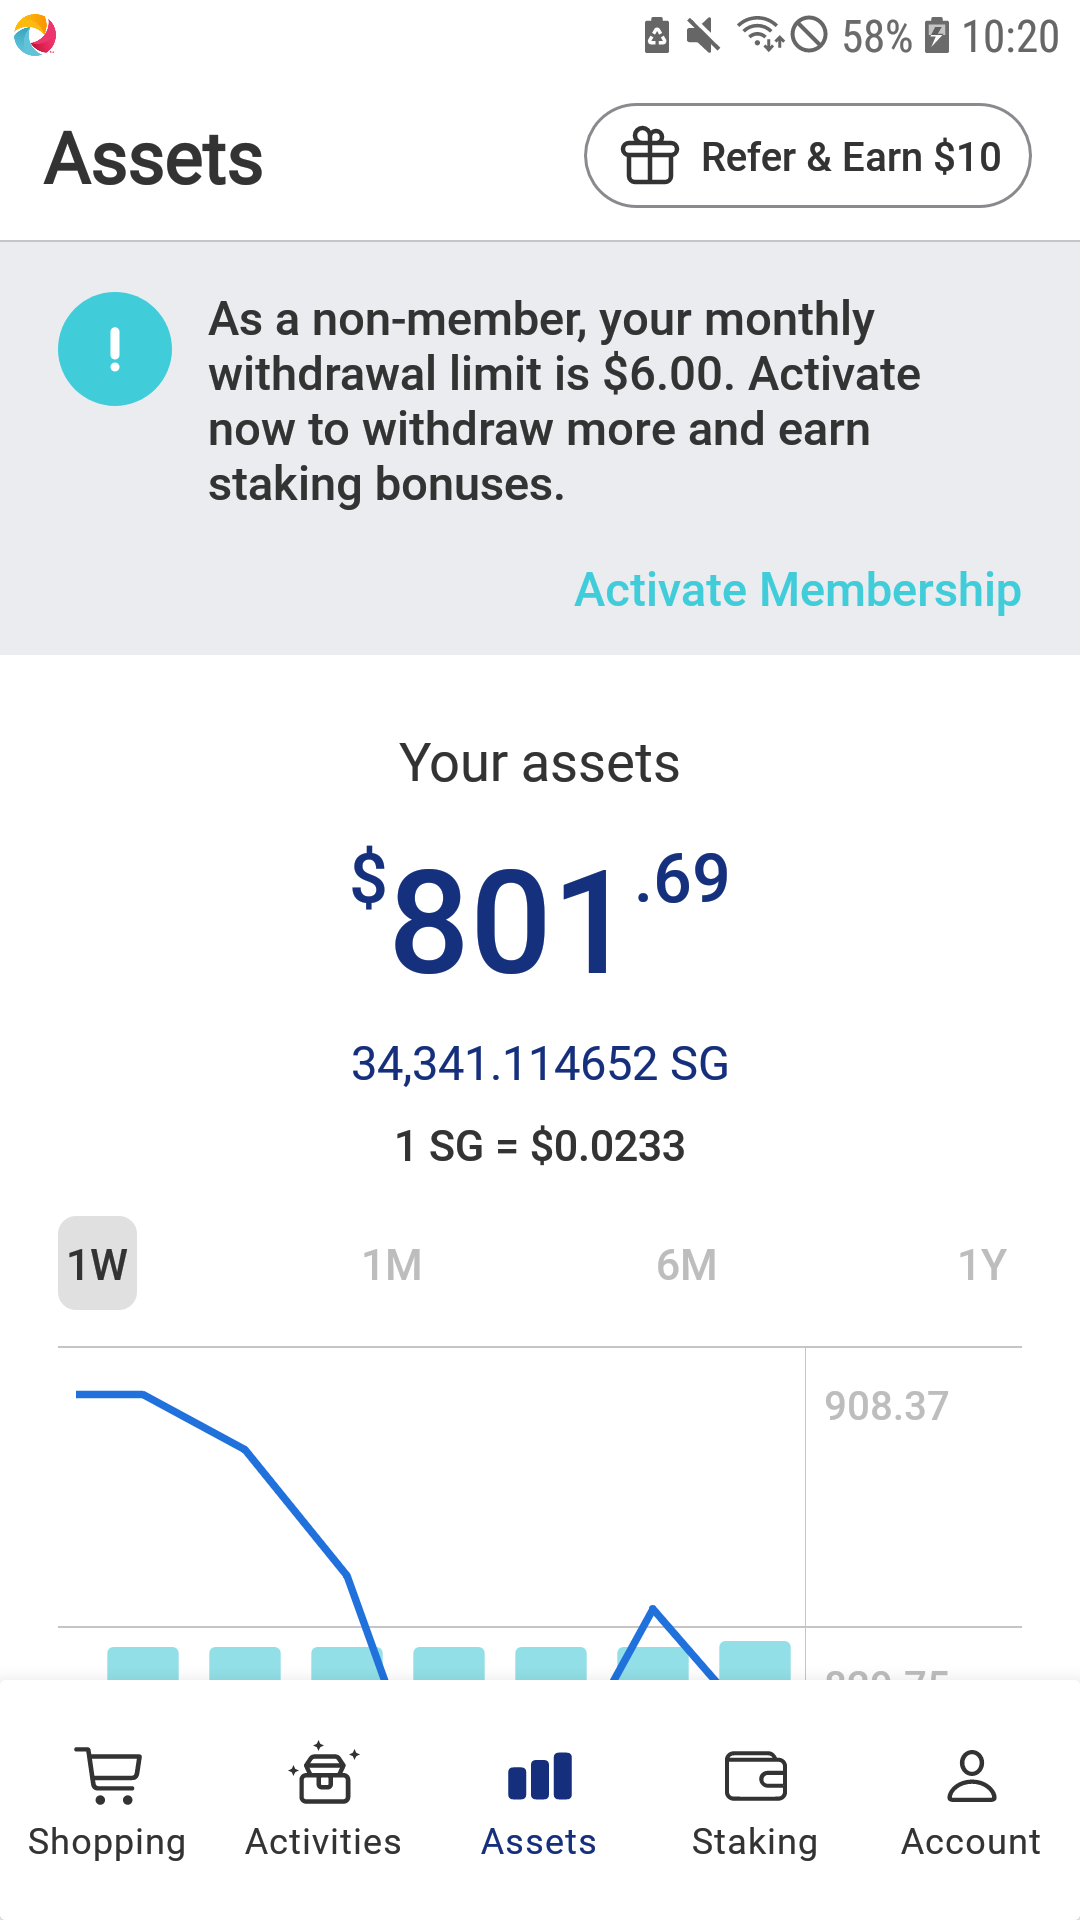 58% 10:20
Assets
Refer & Earn $10
As a non-member, your monthly
withdrawal limit is $6.00. Activate
now to withdraw more and earn
staking bonuses.
Activate Membership
Your assets
$801.69
34,341.114652 SG
1 SG = $0.0233
1W 1M 6M 1Y
908.37
Shopping Activities Assets Staking Account